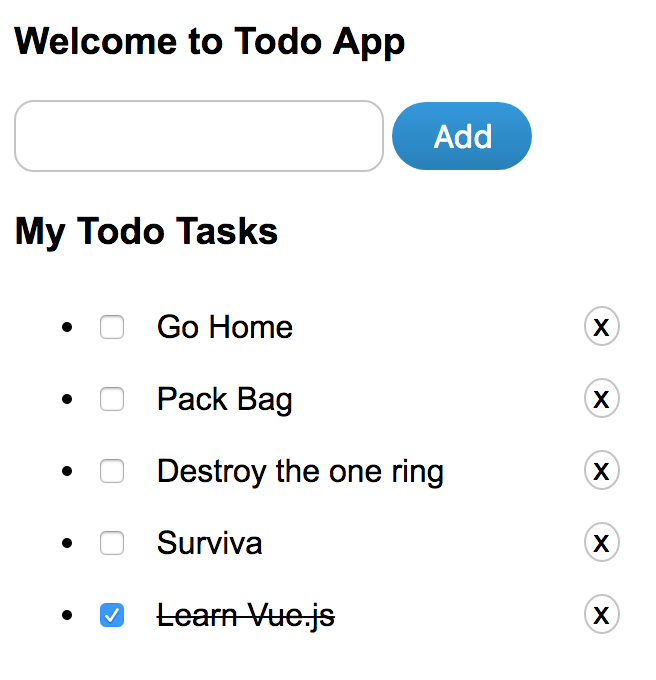 Welcome to Todo App
Add
My Todo Tasks
Go Home X
Pack Bag X
Destroy the one ring X
Surviva X
Learn Vue.js X